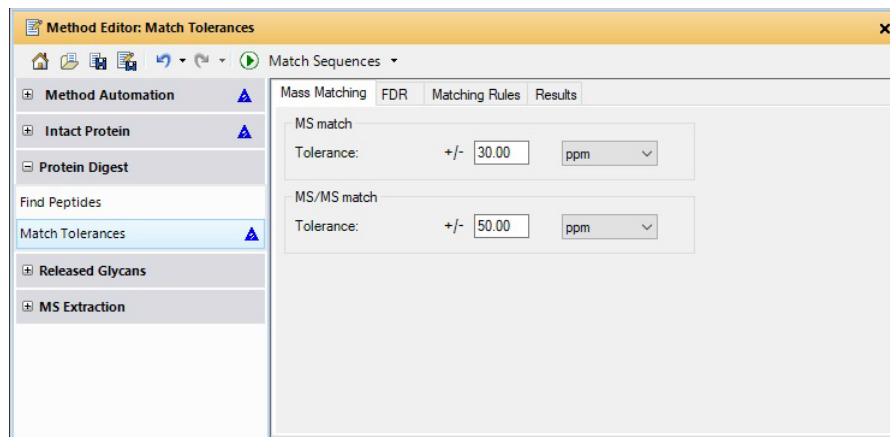 Method Editor: Match Tolerances
Match Sequences
Method Automation
Intact Protein
Protein Digest
Find Peptides
Match Tolerances
Released Glycans
MS Extraction
Mass Matching FDR Matching Rules Results
MS match
Tolerance: +/- 30.00 ppm
MS/MS match
Tolerance: +/- 50.00 ppm